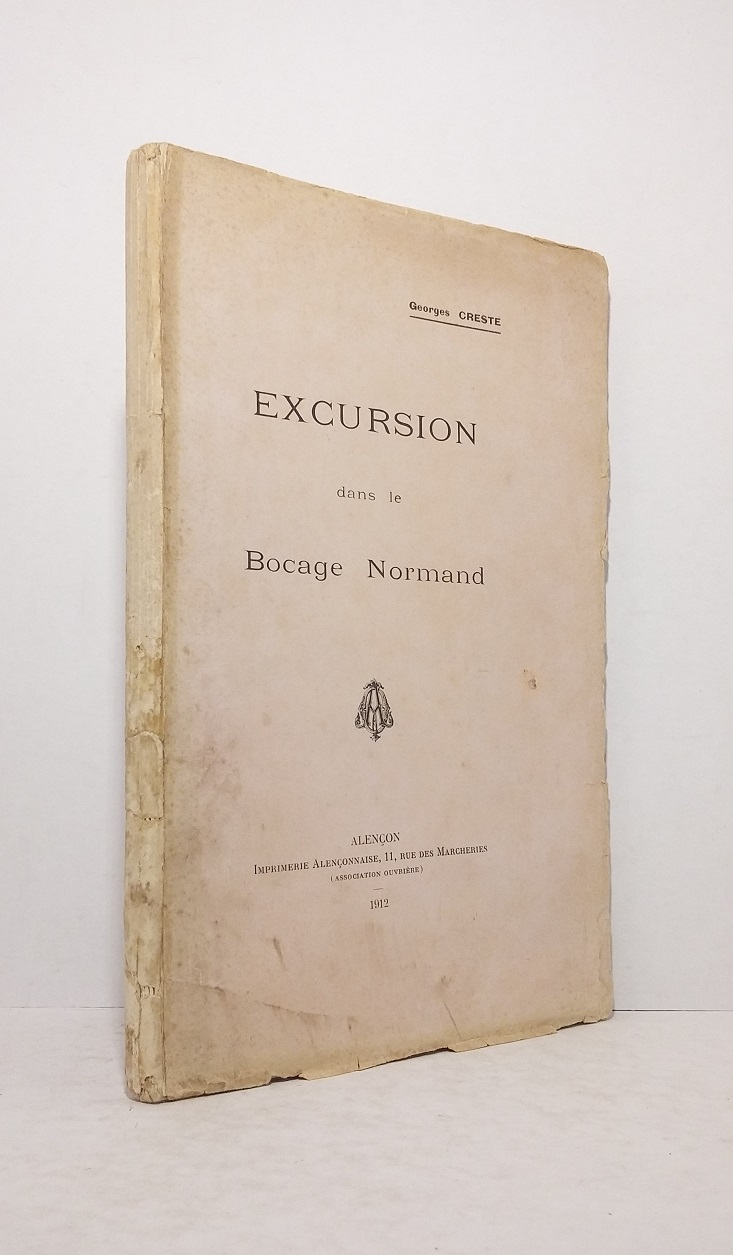 Georges CRESTE
EXCURSION
dans le
Bocage Normand
ALENÇON
IMPRIMERIE ALENÇONNAISE, 11, RUE DES MARCHERIES
(ASSOCIATION OUVRIÈRE)
1912